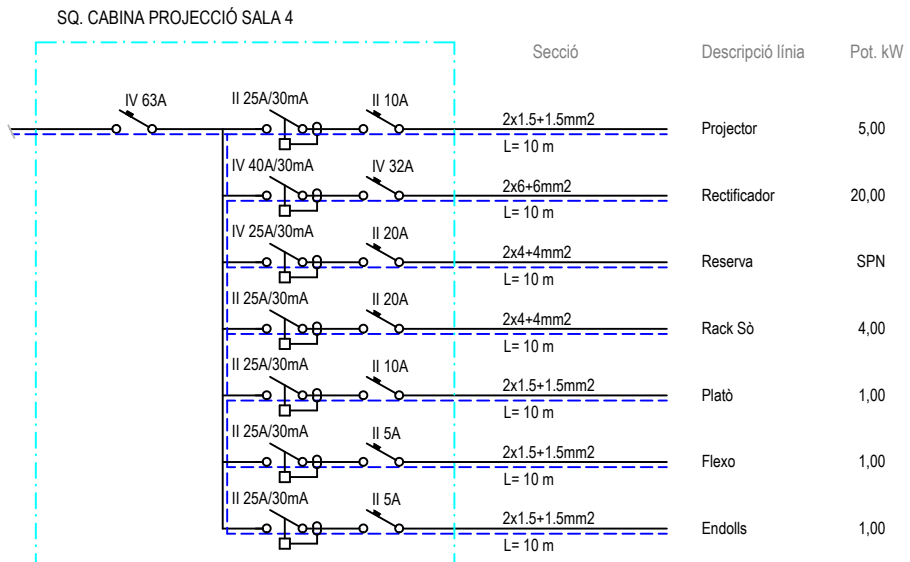 SQ. CABINA PROJECCIÓ SALA 4
Secció Descripció línia Pot. kW
IV 63A II 25A/30mA II 10A 2x1.5+1.5mm2 Projector 5,00
L= 10 m
IV 40A/30mA IV 32A 2x6+6mm2 Rectificador 20,00
L= 10 m
IV 25A/30mA II 20A 2x4+4mm2 Reserva SPN
L= 10 m
II 25A/30mA II 20A 2x4+4mm2 Rack Sò 4,00
L= 10 m
II 25A/30mA II 10A 2x1.5+1.5mm2 Platò 1,00
L= 10 m
II 25A/30mA II 5A 2x1.5+1.5mm2 Flexo 1,00
L= 10 m
II 25A/30mA II 5A 2x1.5+1.5mm2 Endolls 1,00
L= 10 m